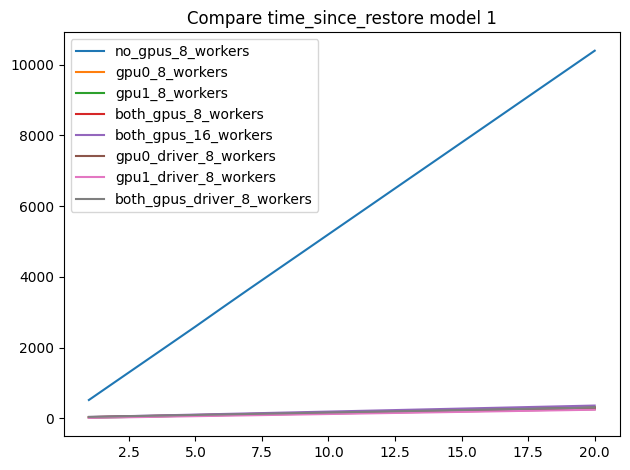 Compare time_since_restore model 1
no_gpus_8_workers
gpu0_8_workers
gpu1_8_workers
both_gpus_8_workers
both_gpus_16_workers
gpu0_driver_8_workers
gpu1_driver_8_workers
both_gpus_driver_8_workers
10000
8000
6000
4000
2000
0
2.5 5.0 7.5 10.0 12.5 15.0 17.5 20.0